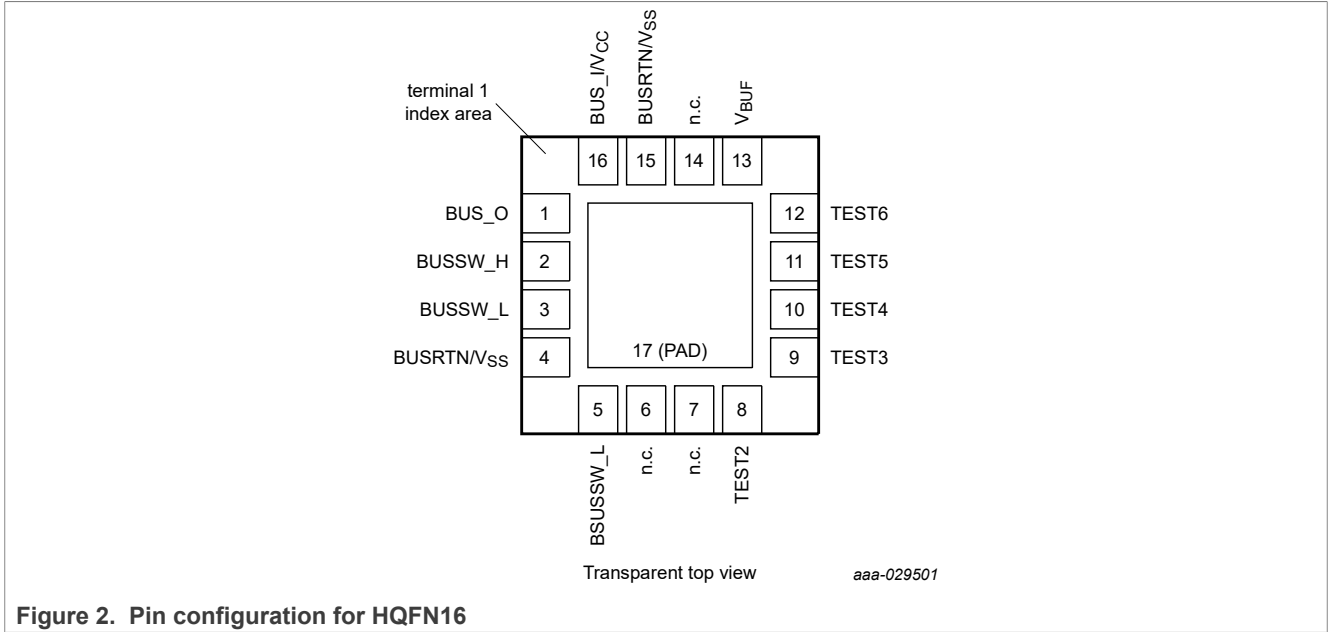 BUS_I/VCC
BUSRTN/VSS
n.c.
VBUF
terminal 1
index area
16 15 14 13
BUS_O 1 12 TEST6
BUSSW_H 2 11 TEST5
BUSSW_L 3 10 TEST4
BUSRTN/VSS 4 17 (PAD) 9 TEST3
5 6 7 8
BSUSSW_L
n.c.
n.c.
TEST2
Transparent top view aaa-029501
Figure 2. Pin configuration for HQFN16